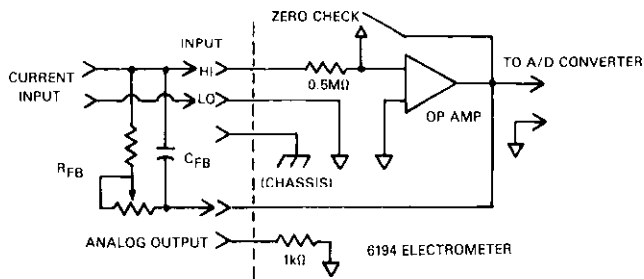 ZERO CHECK
INPUT
TO A/D CONVERTER
HI
CURRENT
INPUT
0.5MΩ
LO
OP AMP
RFB
CFB
(CHASSIS)
ANALOG OUTPUT
1kΩ
6194 ELECTROMETER